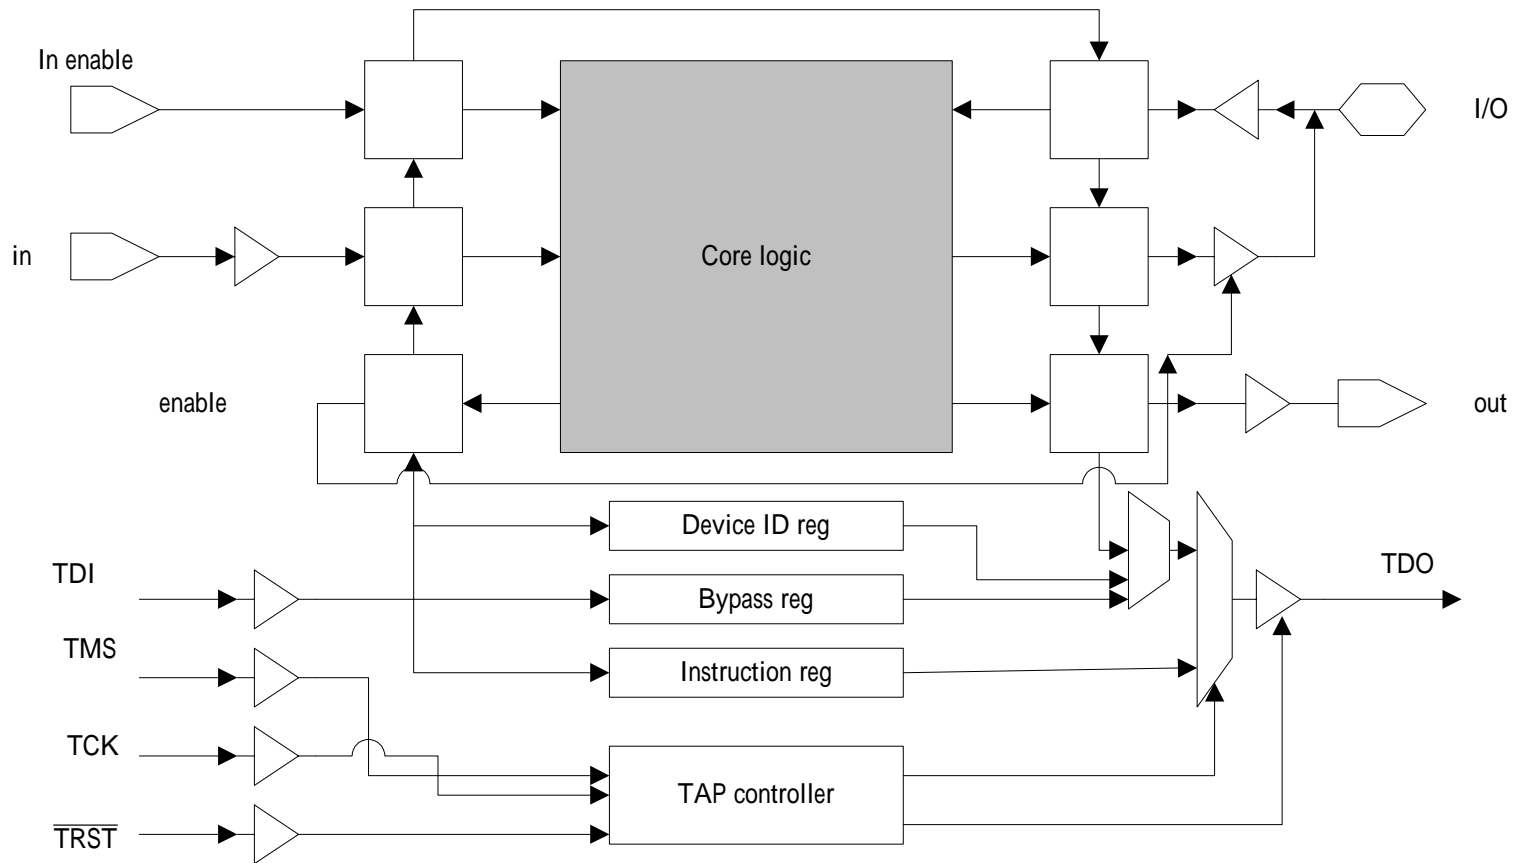 In enable
I/O
in
Core logic
enable
out
Device ID reg
TDI
Bypass reg
TDO
TMS
Instruction reg
TCK
TAP controller
TRST